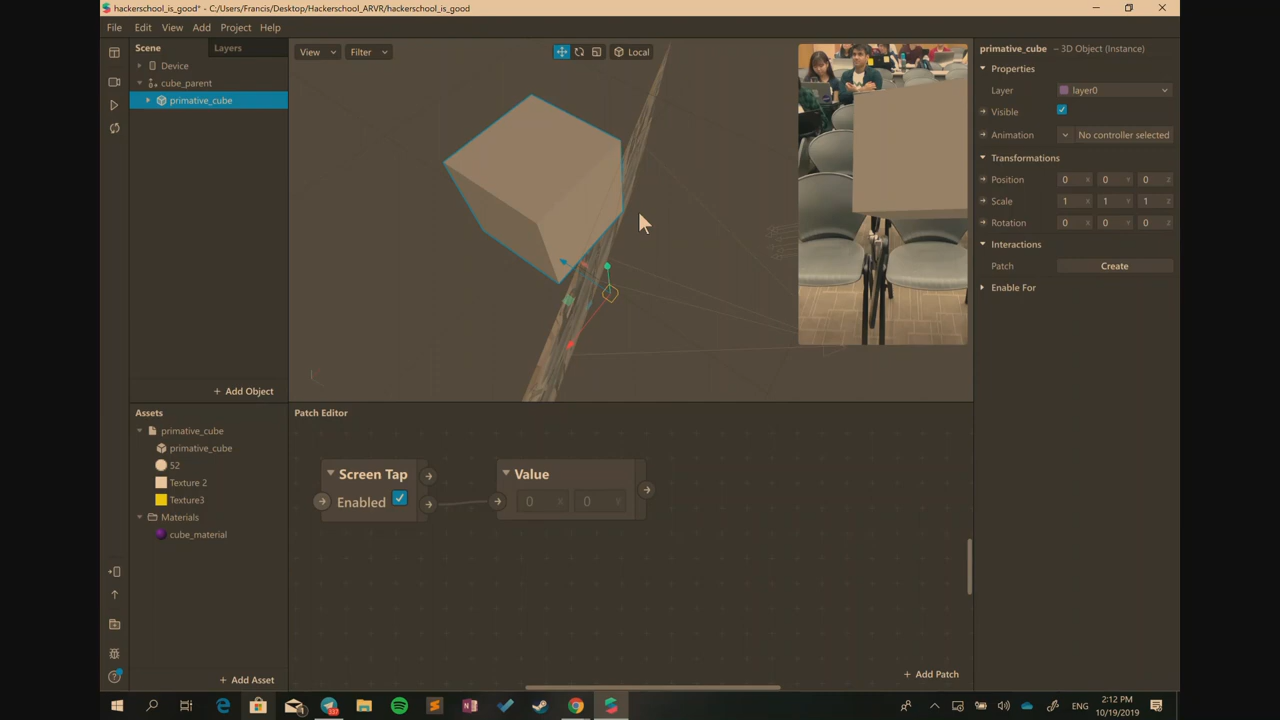 hackerschool_is_good* - C:/Users/Francis/Desktop/Hackerschool_ARVR/hackerschool_is_good
File Edit View Add Project Help
Scene Layers
Device
cube_parent
primative_cube
+ Add Object
View Filter Local
primative_cube – 3D Object (Instance)
Properties
Layer layer0
Visible
Animation No controller selected
Transformations
Position 0 X 0 Y 0 Z
Scale 1 X 1 Y 1 Z
Rotation 0 X 0 Y 0 Z
Interactions
Patch Create
Enable For
Assets
primative_cube
primative_cube
52
Texture 2
Texture3
Materials
cube_material
+ Add Asset
Patch Editor
Screen Tap
Enabled
Value
0 X 0 Y
+ Add Patch
ENG
2:12 PM
10/19/2019